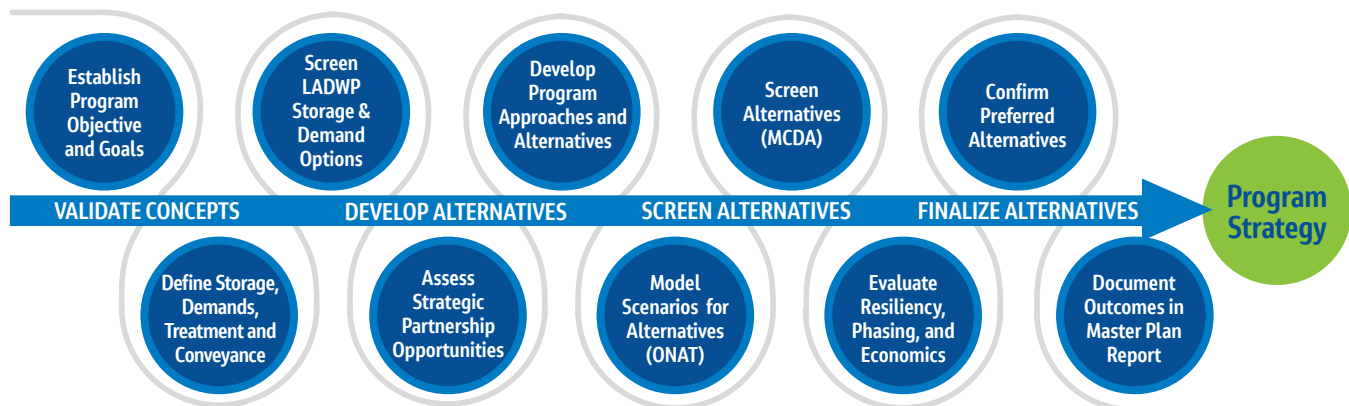 Establish
Program
Objective
and Goals
Screen
LADWP
Storage &
Demand
Options
Develop
Program
Approaches and
Alternatives
Screen
Alternatives
(MCDA)
Confirm
Preferred
Alternatives
VALIDATE CONCEPTS
DEVELOP ALTERNATIVES
SCREEN ALTERNATIVES
FINALIZE ALTERNATIVES
Program
Strategy
Define Storage,
Demands,
Treatment and
Conveyance
Assess
Strategic
Partnership
Opportunities
Model
Scenarios for
Alternatives
(ONAT)
Evaluate
Resiliency,
Phasing, and
Economics
Document
Outcomes in
Master Plan
Report